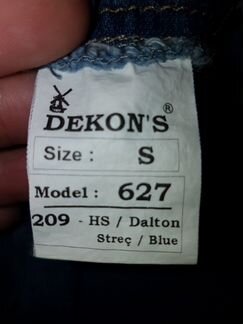 DEKON'S®
Size : S
Model : 627
209 - HS / Dalton
Streç / Blue